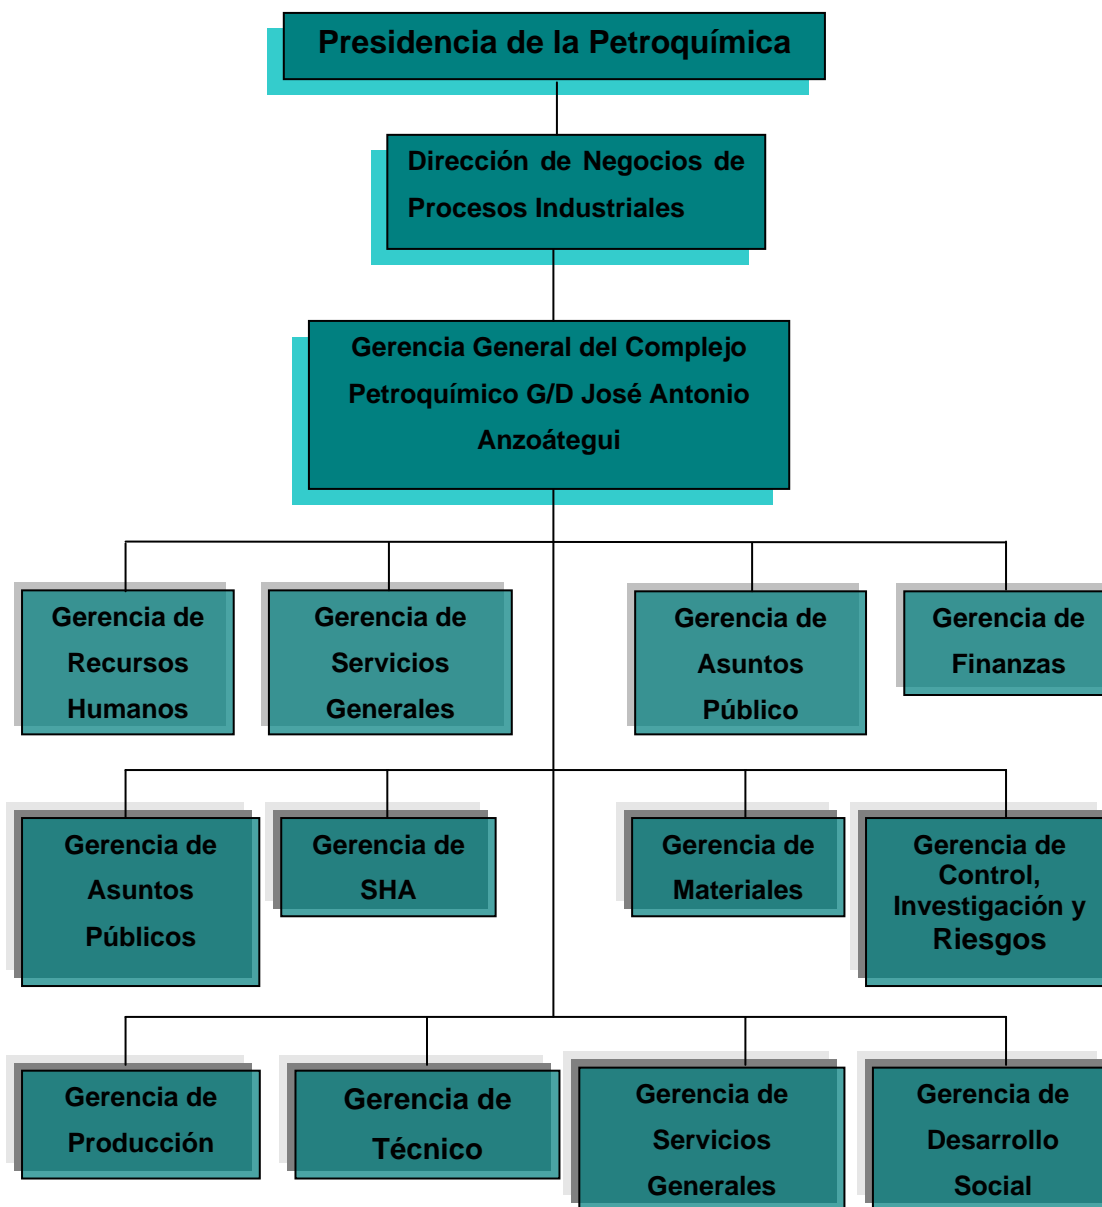 Presidencia de la Petroquímica
Dirección de Negocios de
Procesos Industriales
Gerencia General del Complejo
Petroquímico G/D José Antonio
Anzoátegui
Gerencia de
Recursos
Humanos
Gerencia de
Servicios
Generales
Gerencia de
Asuntos
Público
Gerencia de
Finanzas
Gerencia de
Asuntos
Públicos
Gerencia de
SHA
Gerencia de
Materiales
Gerencia de
Control,
Investigación y
Riesgos
Gerencia de
Producción
Gerencia de
Técnico
Gerencia de
Servicios
Generales
Gerencia de
Desarrollo
Social